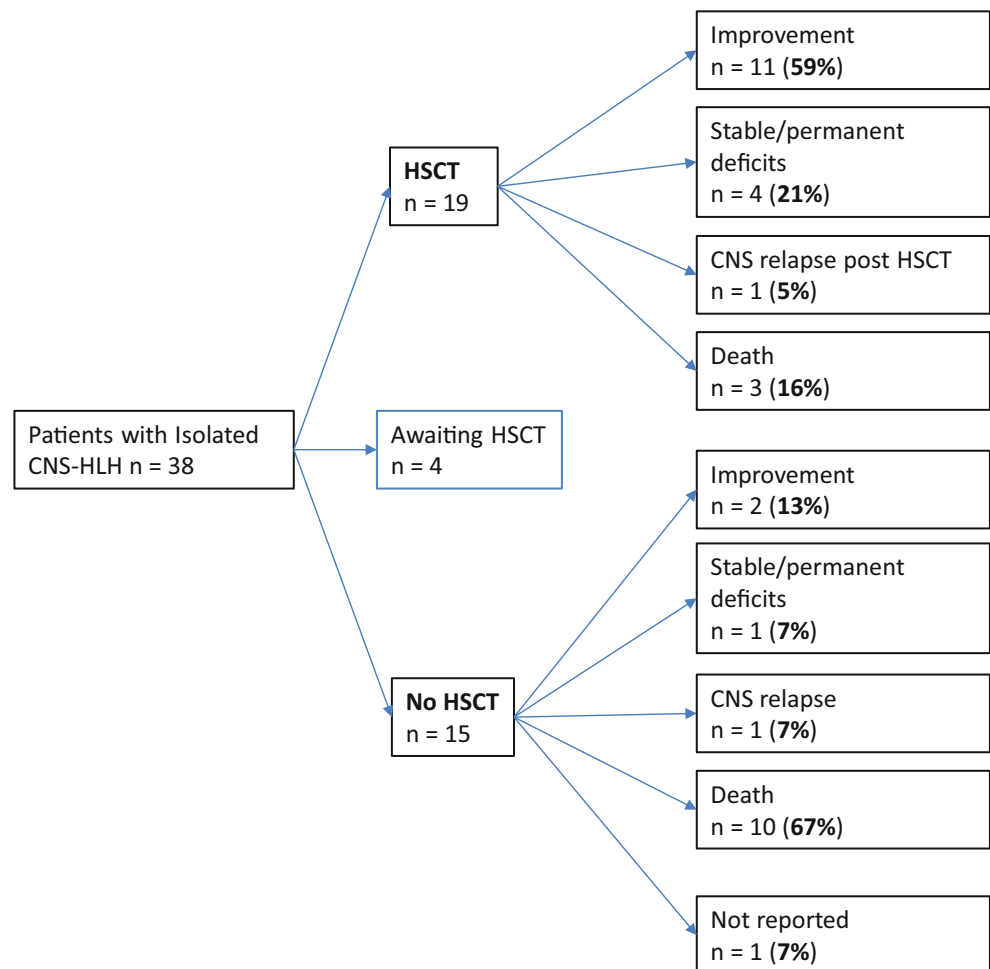 Patients with Isolated
CNS-HLH n = 38
HSCT
n = 19
Awaiting HSCT
n = 4
No HSCT
n = 15
Improvement
n = 11 (59%)
Stable/permanent
deficits
n = 4 (21%)
CNS relapse post HSCT
n = 1 (5%)
Death
n = 3 (16%)
Improvement
n = 2 (13%)
Stable/permanent
deficits
n = 1 (7%)
CNS relapse
n = 1 (7%)
Death
n = 10 (67%)
Not reported
n = 1 (7%)